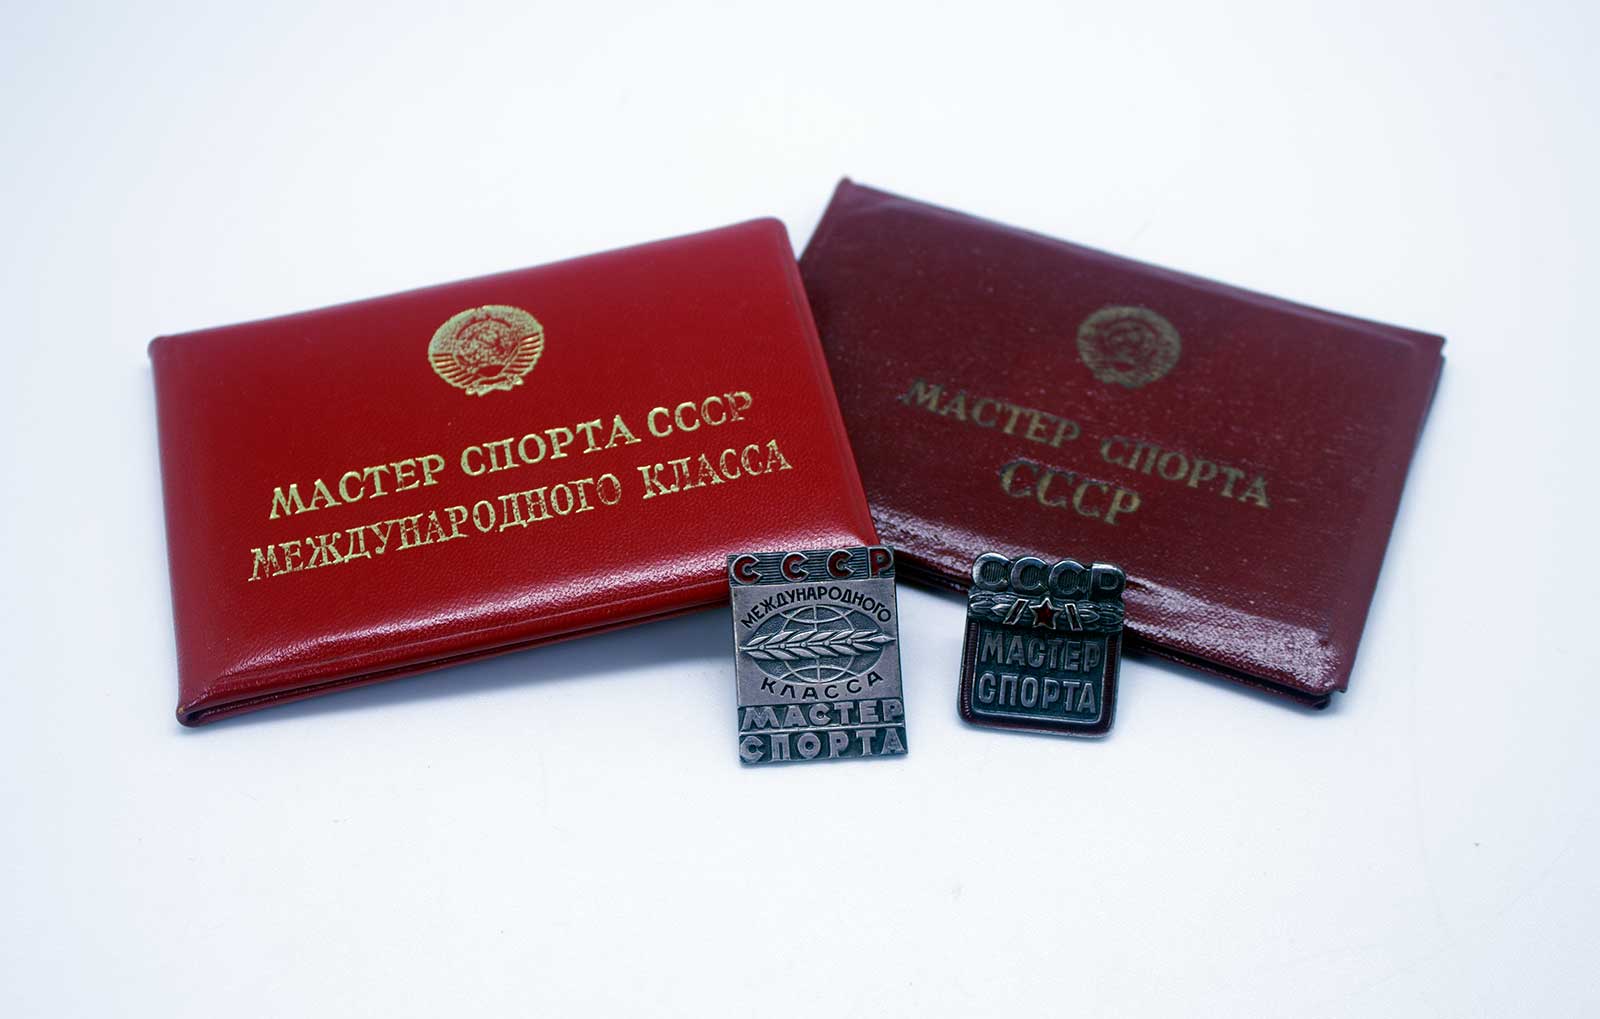 МАСТЕР СПОРТА СССР
МЕЖДУНАРОДНОГО КЛАССА
МАСТЕР СПОРТА
СССР
СССР
МЕЖДУНАРОДНОГО
КЛАССА
МАСТЕР
СПОРТА
СССР
МАСТЕР
СПОРТА